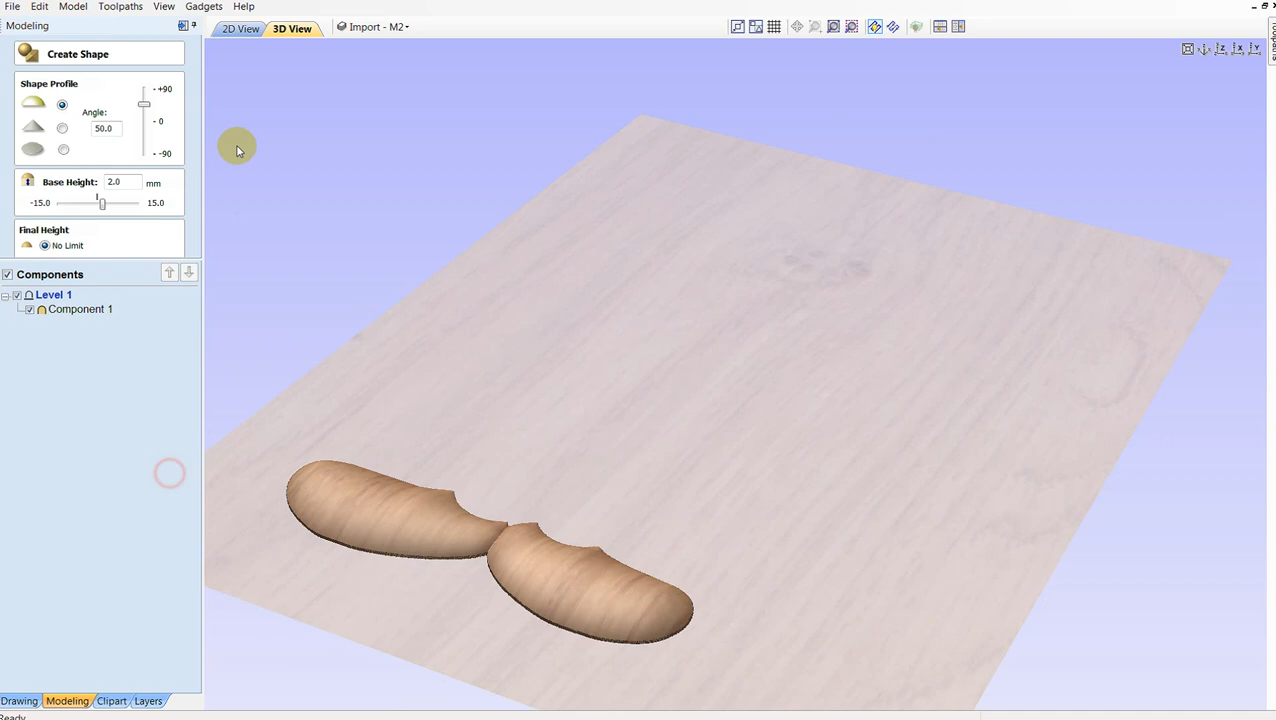 File Edit Model Toolpaths View Gadgets Help
Modeling
2D View 3D View Import - M2
Create Shape
Shape Profile
+90
Angle:
50.0
0
-90
Base Height: 2.0 mm
-15.0 15.0
Final Height
No Limit
Components
Level 1
Component 1
Drawing Modeling Clipart Layers
Ready